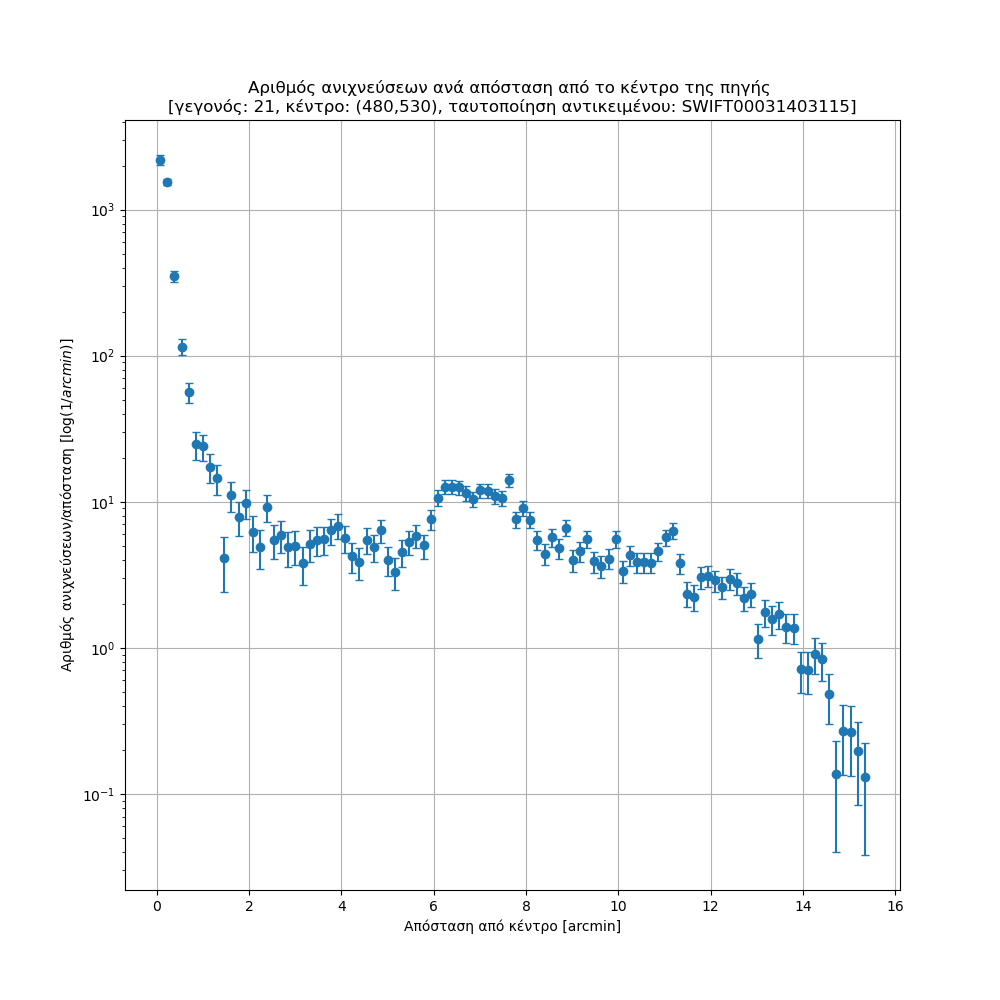 Αριθμός ανιχνεύσεων ανά απόσταση από το κέντρο της πηγής
[γεγονός: 21, κέντρο: (480,530), ταυτοποίηση αντικειμένου: SWIFT00031403115]
Αριθμός ανιχνεύσεων/απόσταση [log(1/arcmin)]
10³
10²
10¹
10⁰
10⁻¹
0 2 4 6 8 10 12 14 16
Απόσταση από κέντρο [arcmin]